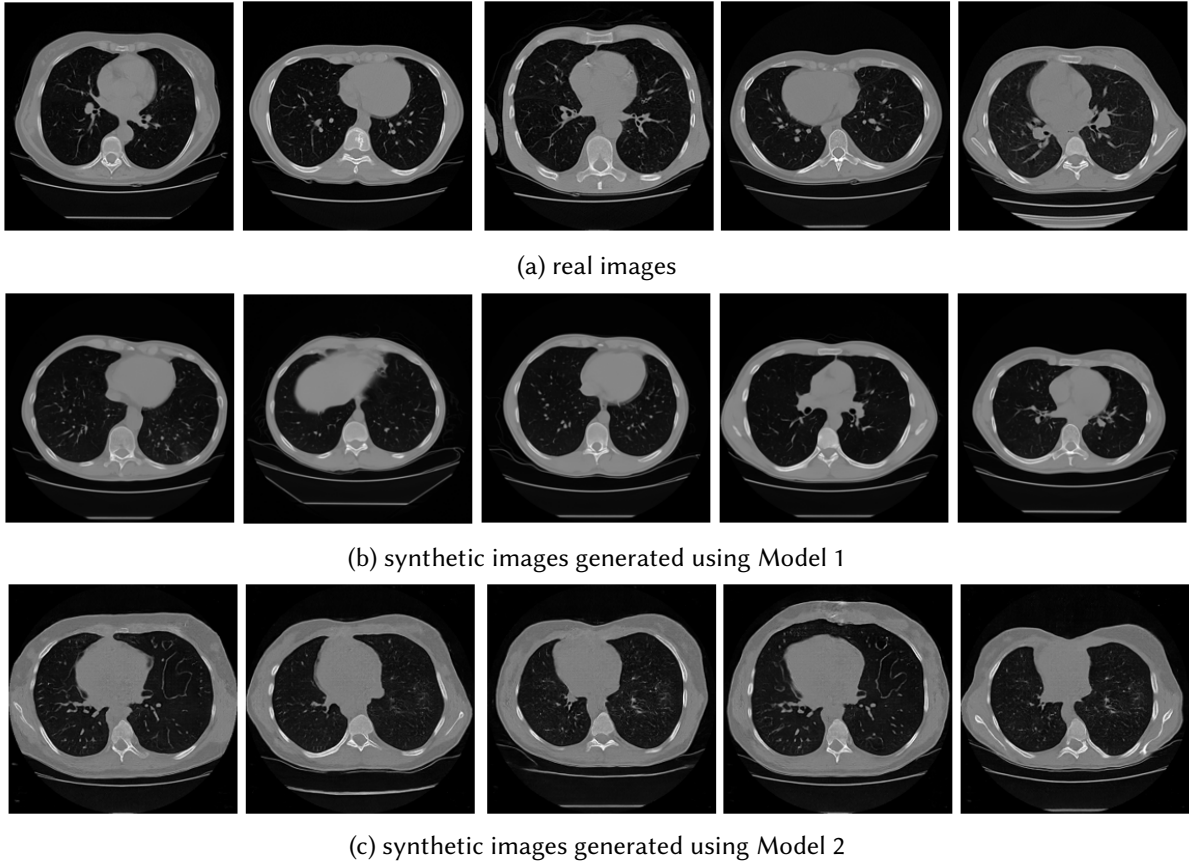 (a) real images
(b) synthetic images generated using Model 1
(c) synthetic images generated using Model 2